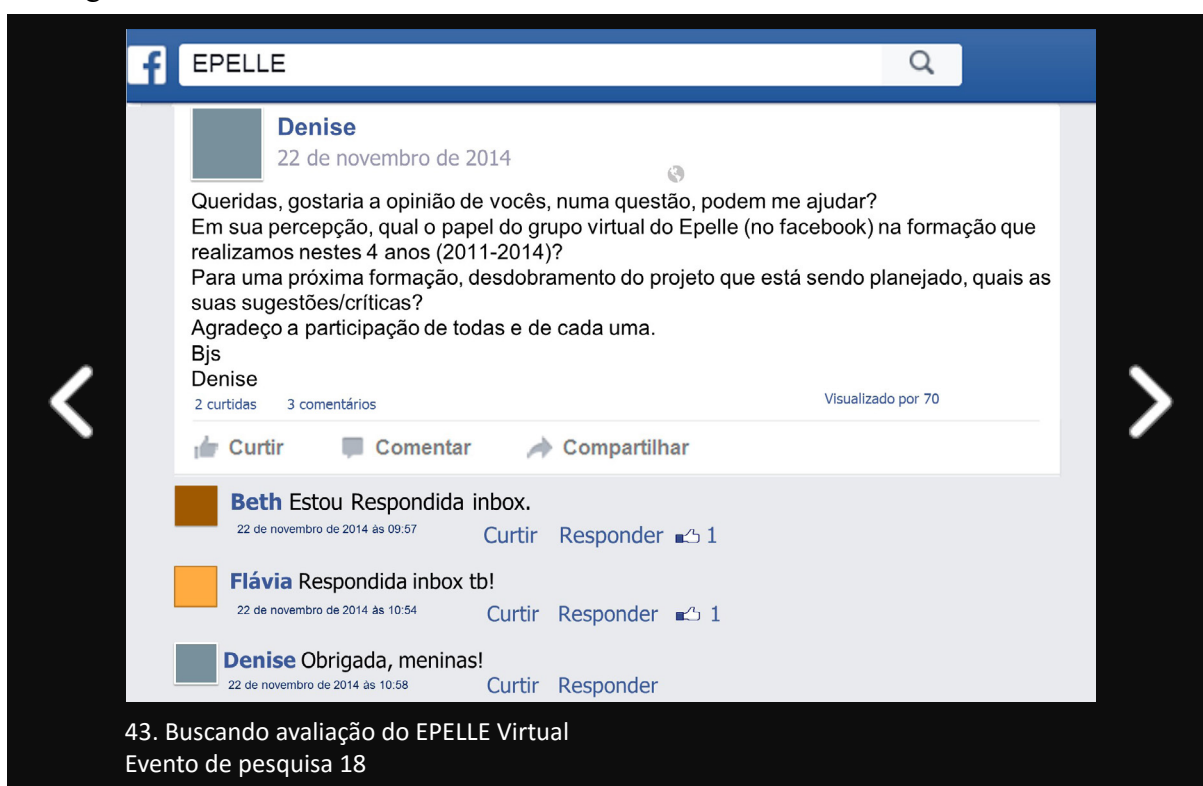 f EPELLE
Denise
22 de novembro de 2014
Queridas, gostaria a opinião de vocês, numa questão, podem me ajudar?
Em sua percepção, qual o papel do grupo virtual do Epelle (no facebook) na formação que
realizamos nestes 4 anos (2011-2014)?
Para uma próxima formação, desdobramento do projeto que está sendo planejado, quais as
suas sugestões/críticas?
Agradeço a participação de todas e de cada uma.
Bjs
Denise
2 curtidas 3 comentários Visualizado por 70
Curtir Comentar Compartilhar
Beth Estou Respondida inbox.
22 de novembro de 2014 às 09:57 Curtir Responder 1
Flávia Respondida inbox tb!
22 de novembro de 2014 às 10:54 Curtir Responder 1
Denise Obrigada, meninas!
22 de novembro de 2014 às 10:58 Curtir Responder
43. Buscando avaliação do EPELLE Virtual
Evento de pesquisa 18